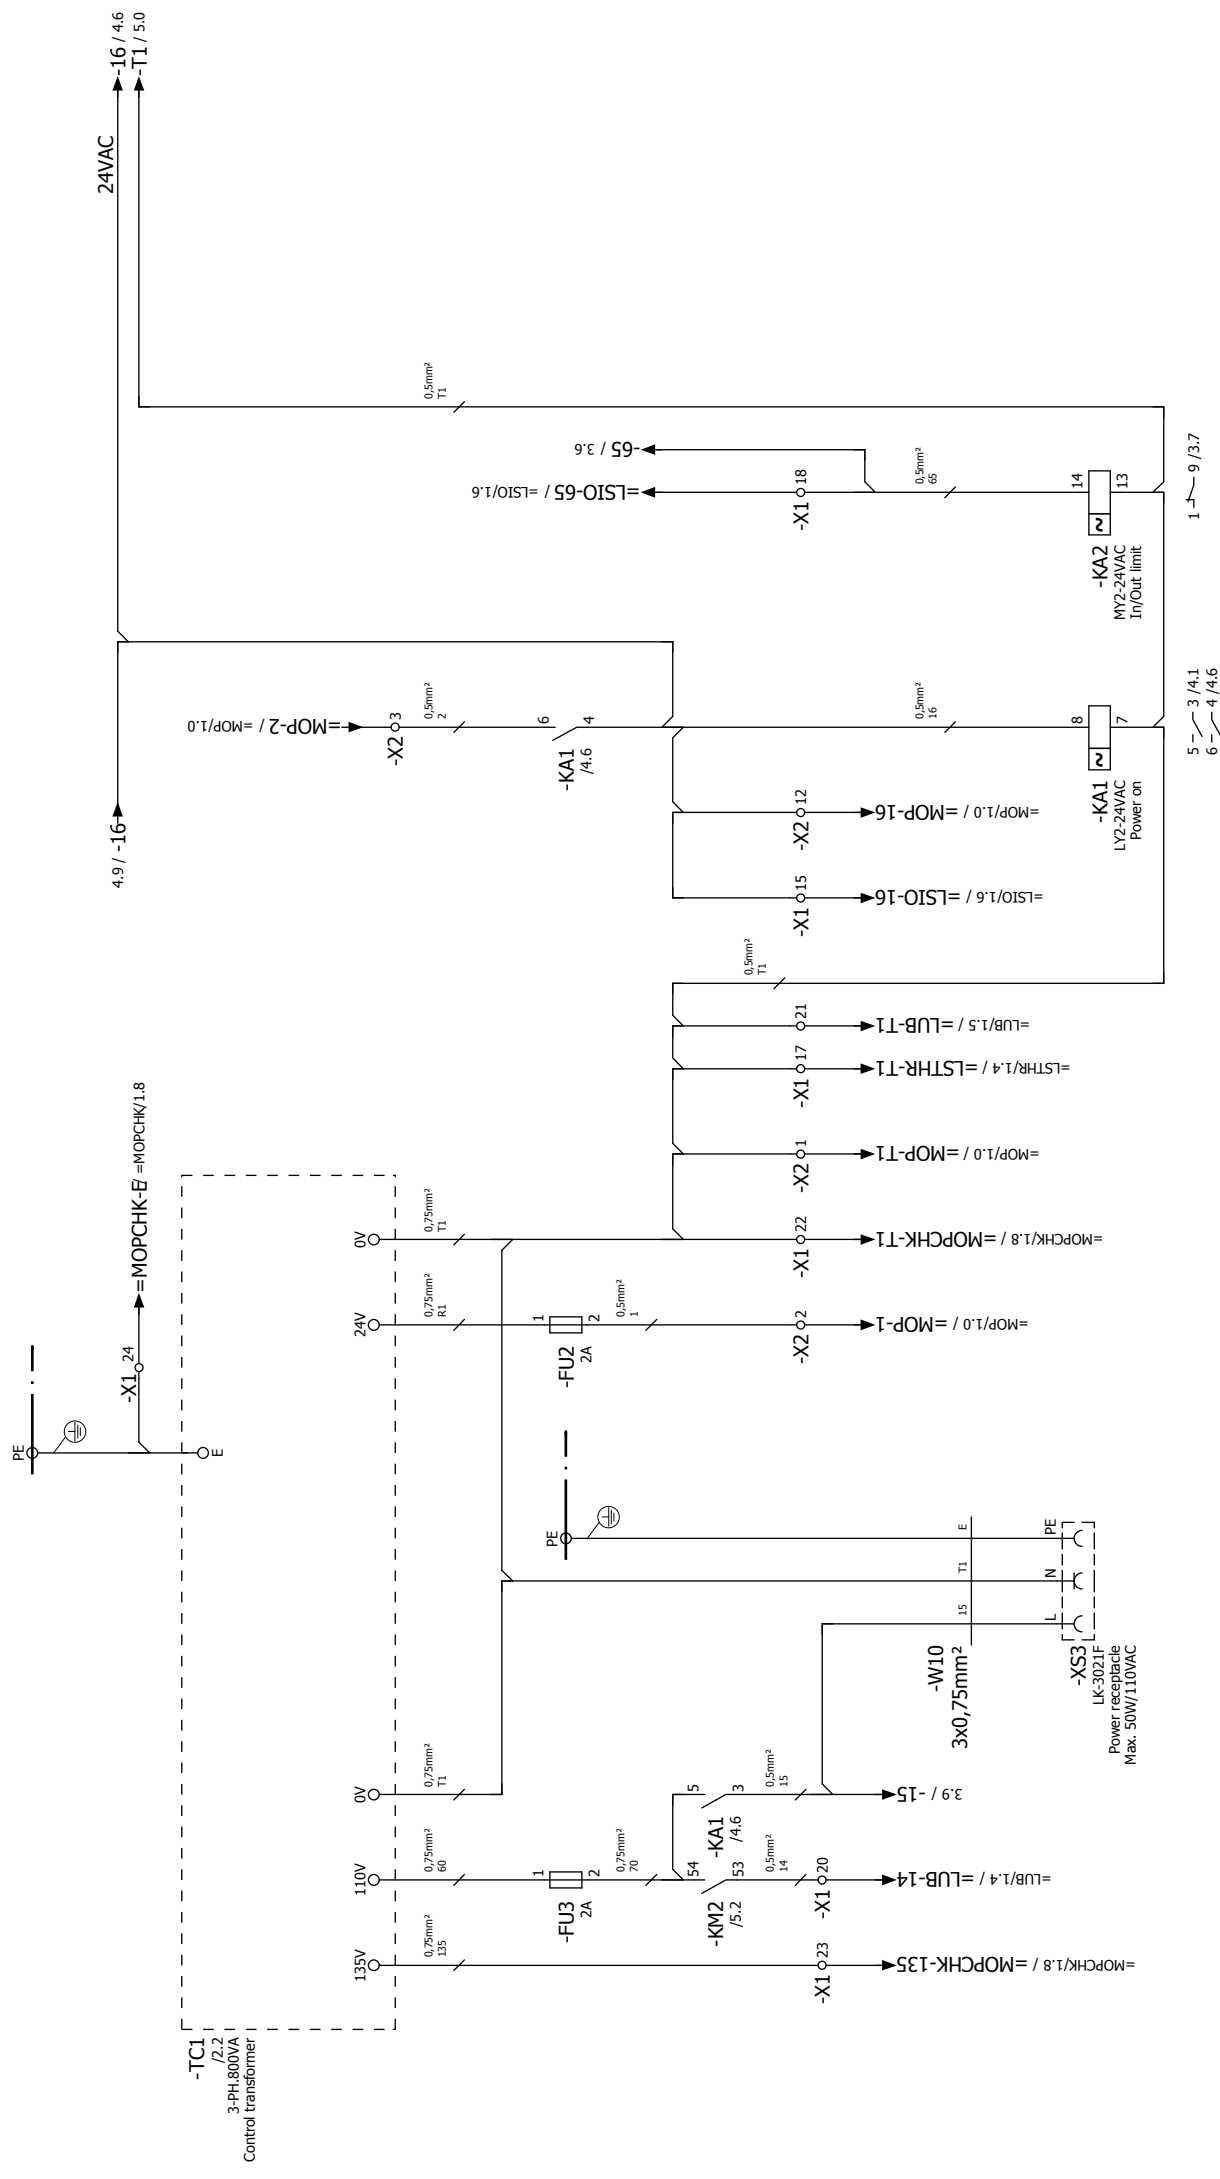 -16 / 4.6
-T1 / 5.0
24VAC
4.9 / -16
0,5mm²
T1
-65 / 3.6
=LSIO-65 / =LSIO/1.6
-X1
18
0,5mm²
65
14
13
-KA2
MY2-24VAC
In/Out limit
1
9 /3.7
=MOP-2 / =MOP/1.0
-X2
3
0,5mm²
2
6
4
-KA1
/4.6
0,5mm²
16
8
7
-KA1
LY2-24VAC
Power on
5
3 /4.1
6
4 /4.6
-X2
12
=MOP-16 / =MOP/1.0
-X1
15
=LSIO-16 / =LSIO/1.6
0,5mm²
T1
21
=LUB-T1 / =LUB/1.5
-X1
17
=LSTHR-T1 / =LSTHR/1.4
-X2
1
=MOP-T1 / =MOP/1.0
-X1
22
=MOPCHK-T1 / =MOPCHK/1.8
0V
0,75mm²
T1
24V
0,75mm²
R1
1
2
-FU2
2A
0,5mm²
1
-X2
2
=MOP-1 / =MOP/1.0
PE
-X1
24
=MOPCHK-E/ =MOPCHK/1.8
E
PE
E
T1
15
-W10
3x0,75mm²
PE
N
L
-XS3
LK-3021F
Power receptacle
Max. 50W/110VAC
0V
0,75mm²
T1
5
3
-KA1
/4.6
0,5mm²
15
-15 / 3.9
110V
0,75mm²
60
1
2
-FU3
2A
0,75mm²
70
54
53
-KM2
/5.2
0,5mm²
14
-X1
20
=LUB-14 / =LUB/1.4
135V
0,75mm²
135
-X1
23
=MOPCHK-135 / =MOPCHK/1.8
-TC1
/2.2
3-PH.800VA
Control transformer